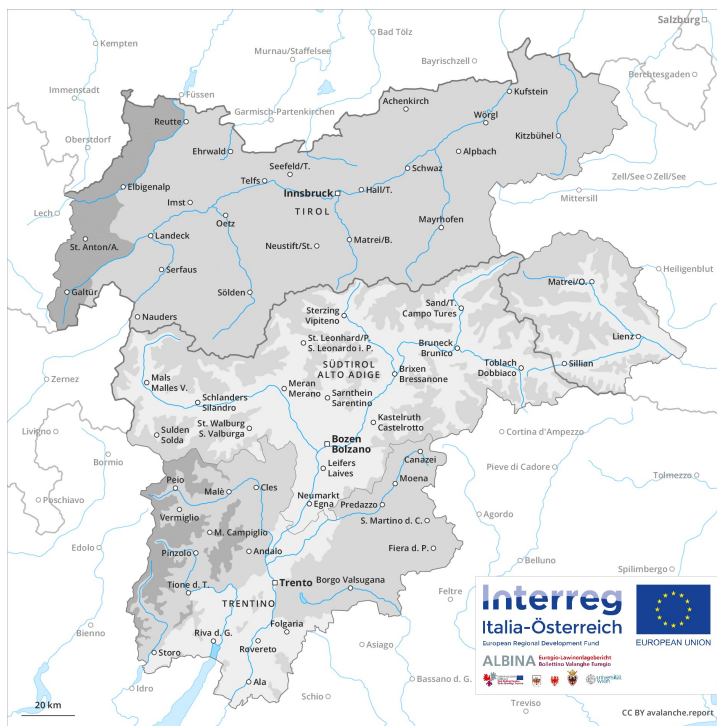 Salzburg
Kempten
Bad Tölz
Murnau/Staffelsee
Bayrischzell
Berchtesgaden
Immenstadt
Füssen
Garmisch-Partenkirchen
Achenkirch
Kufstein
Reutte
Wörgl
Oberstdorf
Ehrwald
Kitzbühel
Alpbach
Seefeld/T.
Schwaz
Telfs
Zell/See
Zell/See
Elbigenalp
Innsbruck
Hall/T.
Mittersill
Imst
TIROL
Lech
Oetz
Mayrhofen
Landeck
St. Anton/A.
Neustift/St.
Matrei/B.
Serfaus
Heiligenblut
Galtür
Sölden
Matrei/O.
Sand/T.
Campo Tures
Nauders
Sterzing
Vipiteno
St. Leonhard/P.
S. Leonardo i. P.
Bruneck
Brunico
Lienz
SÜDTIROL
ALTO ADIGE
Toblach
Dobbiaco
Sillian
Brixen
Bressanone
Zernez
Mals
Malles V.
Meran
Merano
Sarnthein
Sarentino
Schlanders
Silandro
St. Walburg
S. Valburga
Kastelruth
Castelrotto
Livigno
Sulden
Solda
Bozen
Bolzano
Cortina d'Ampezzo
Bormio
Canazei
Leifers
Laives
Pieve di Cadore
Tolmezzo
Poschiavo
Peio
Malè
Cles
Neumarkt
Egna
Moena
Predazzo
Agordo
Vermiglio
S. Martino d. C.
M. Campiglio
Edolo
Pinzolo
Andalo
Fiera d. P.
Belluno
Spilimbergo
Tione d. T.
Trento
Borgo Valsugana
Feltre
TRENTINO
Folgaria
Bienno
Riva d. G.
Rovereto
Asiago
Storo
Bassano d. G.
Idro
Ala
Schio
Treviso
20 km
Interreg
Italia-Österreich
European Regional Development Fund
EUROPEAN UNION
ALBINA
Euregio-Lawinenlagebericht
Bollettino Valanghe Euregio
universität
wien
CC BY avalanche.report